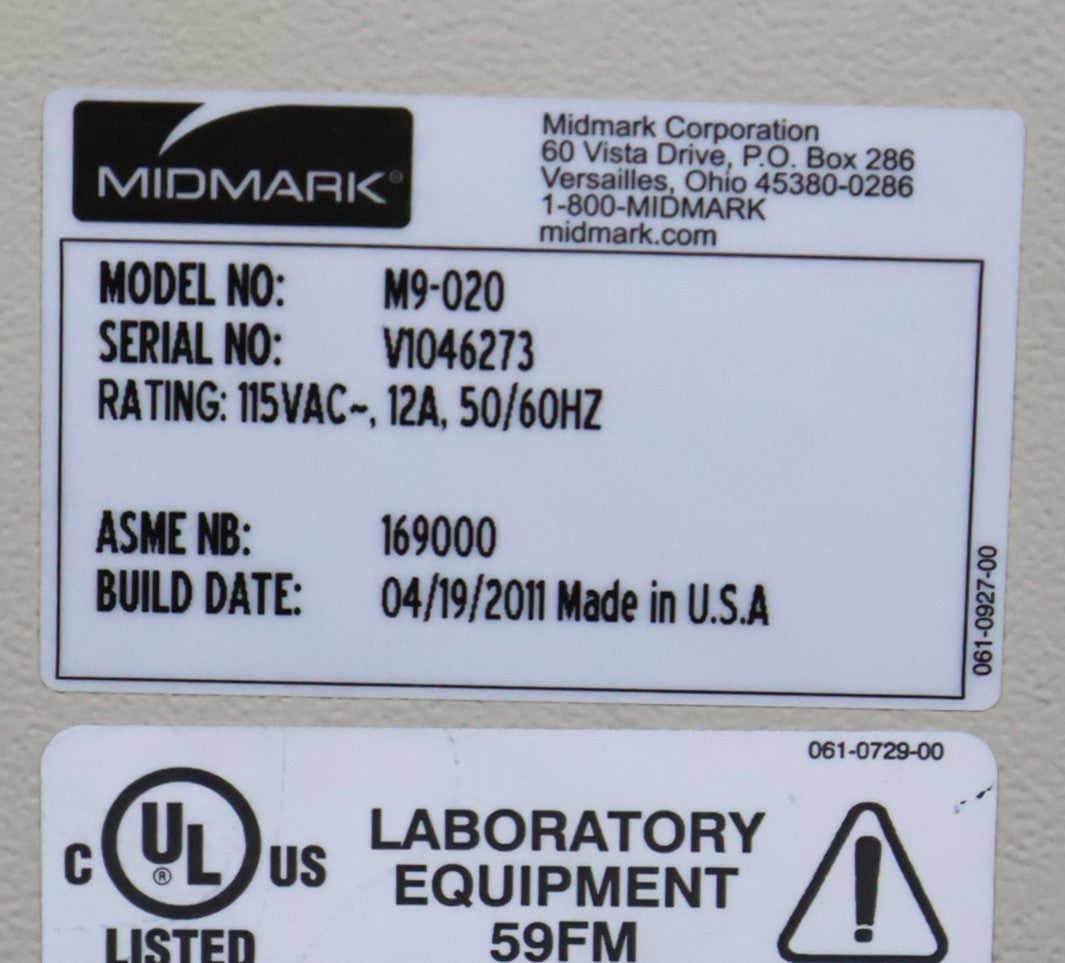 MIDMARK®
Midmark Corporation
60 Vista Drive, P.O. Box 286
Versailles, Ohio 45380-0286
1-800-MIDMARK
midmark.com
MODEL NO: M9-020
SERIAL NO: V1046273
RATING: 115VAC~, 12A, 50/60HZ
ASME NB: 169000
BUILD DATE: 04/19/2011 Made in U.S.A
061-0927-00
061-0729-00
C UL® US
LISTED
LABORATORY
EQUIPMENT
59FM